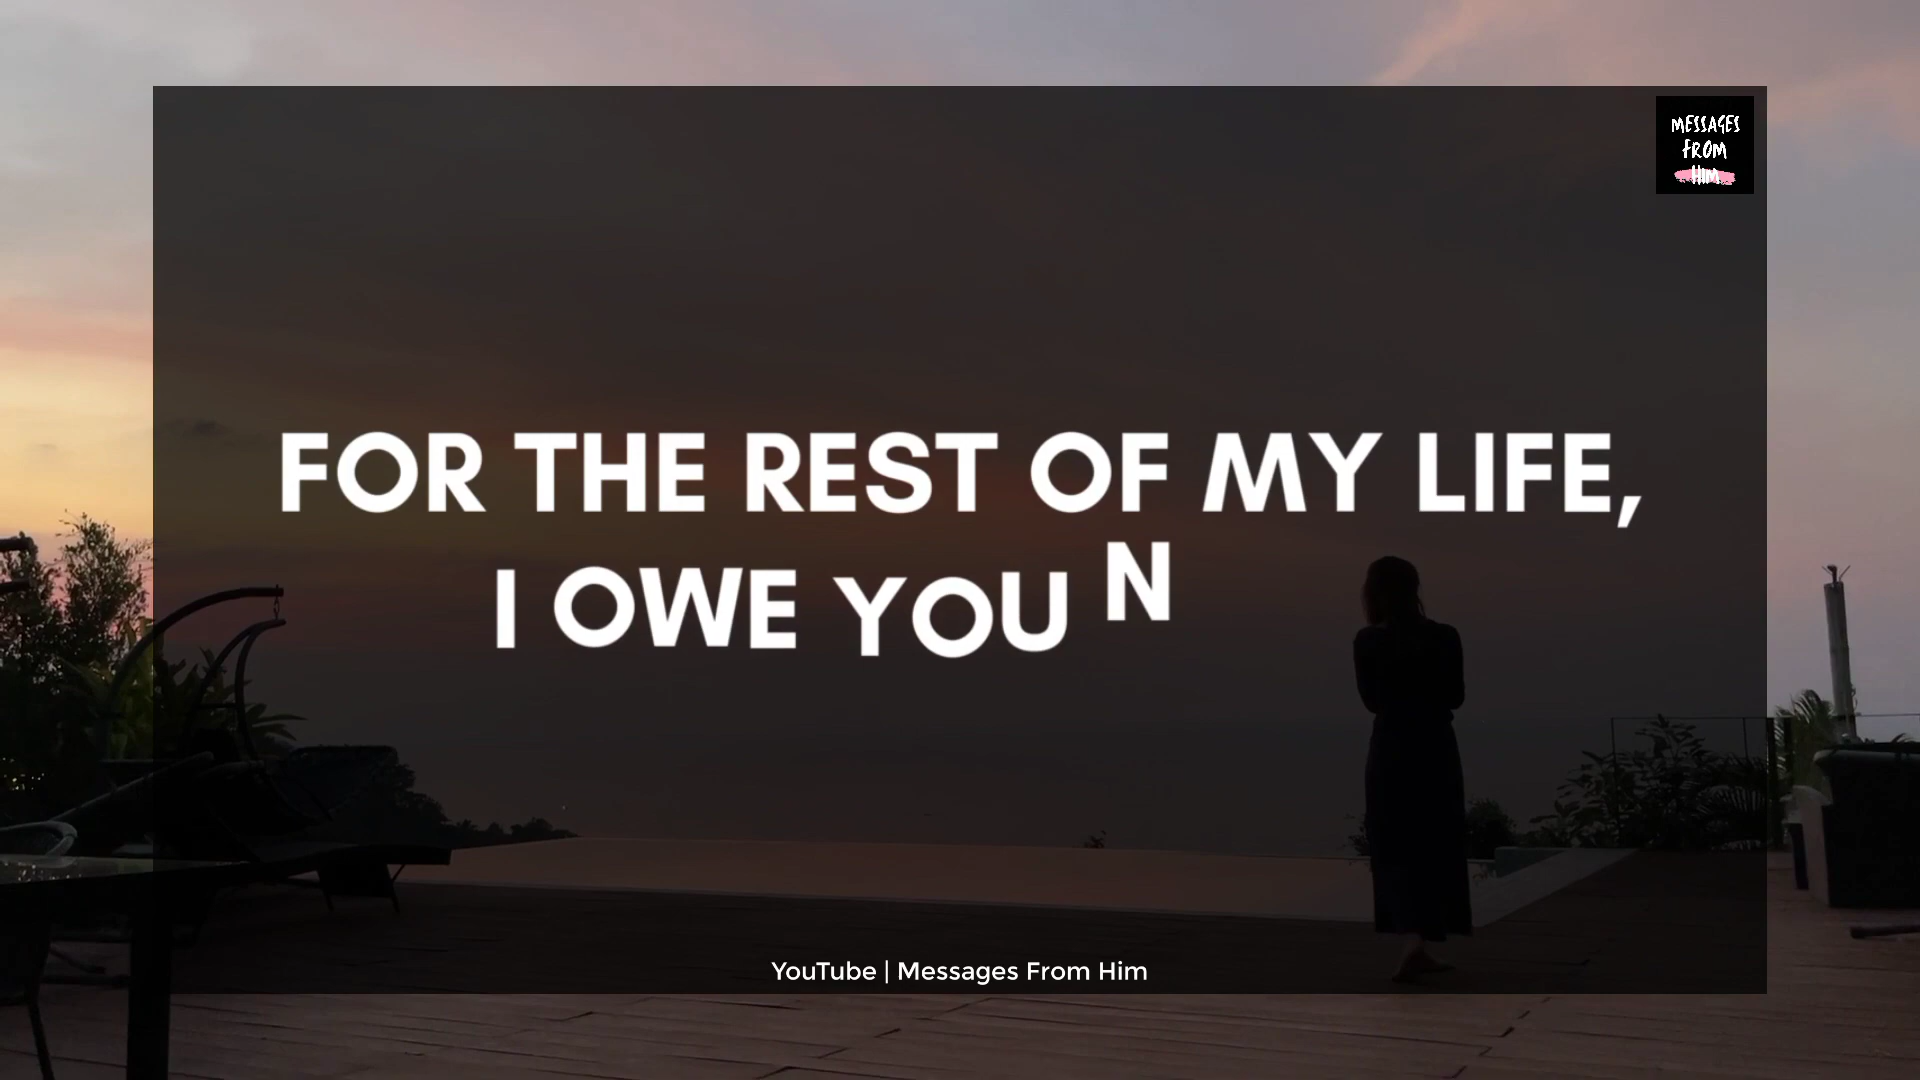 MESSAGES
FROM
HIM
FOR THE REST OF MY LIFE,
I OWE YOU N
YouTube | Messages From Him